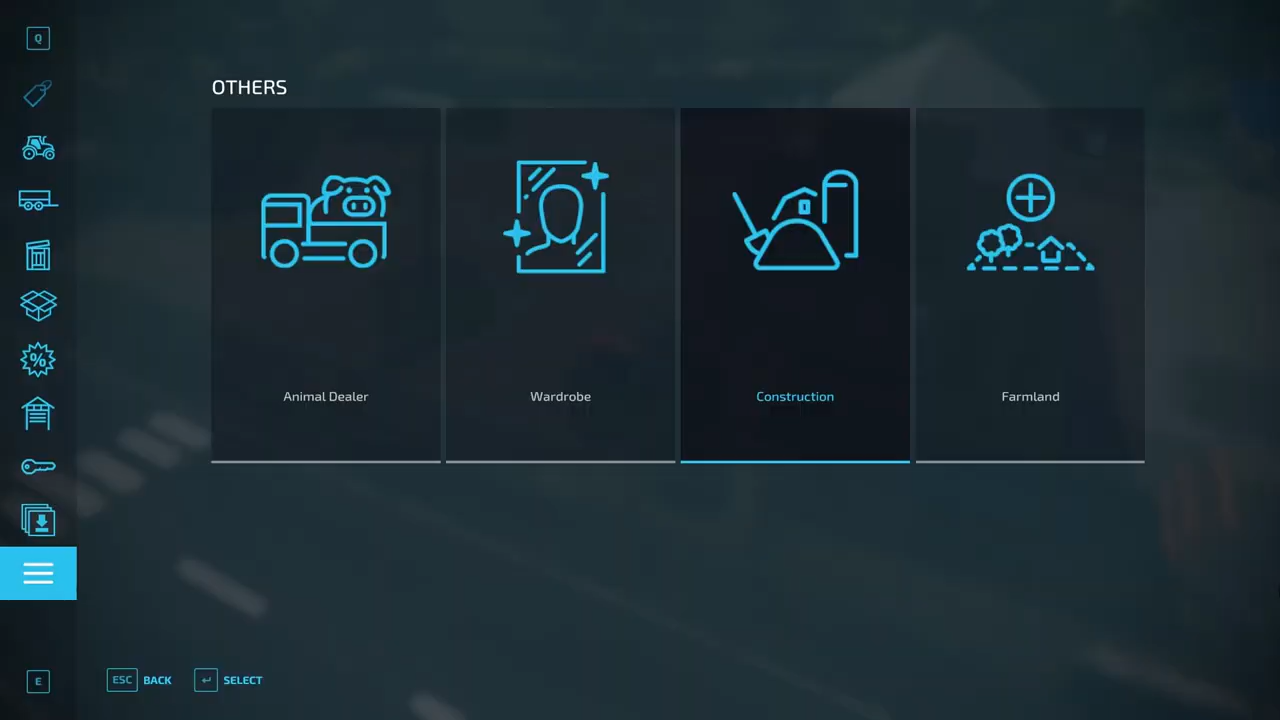 Q
OTHERS
%
Animal Dealer
Wardrobe
Construction
Farmland
E
ESC BACK
SELECT